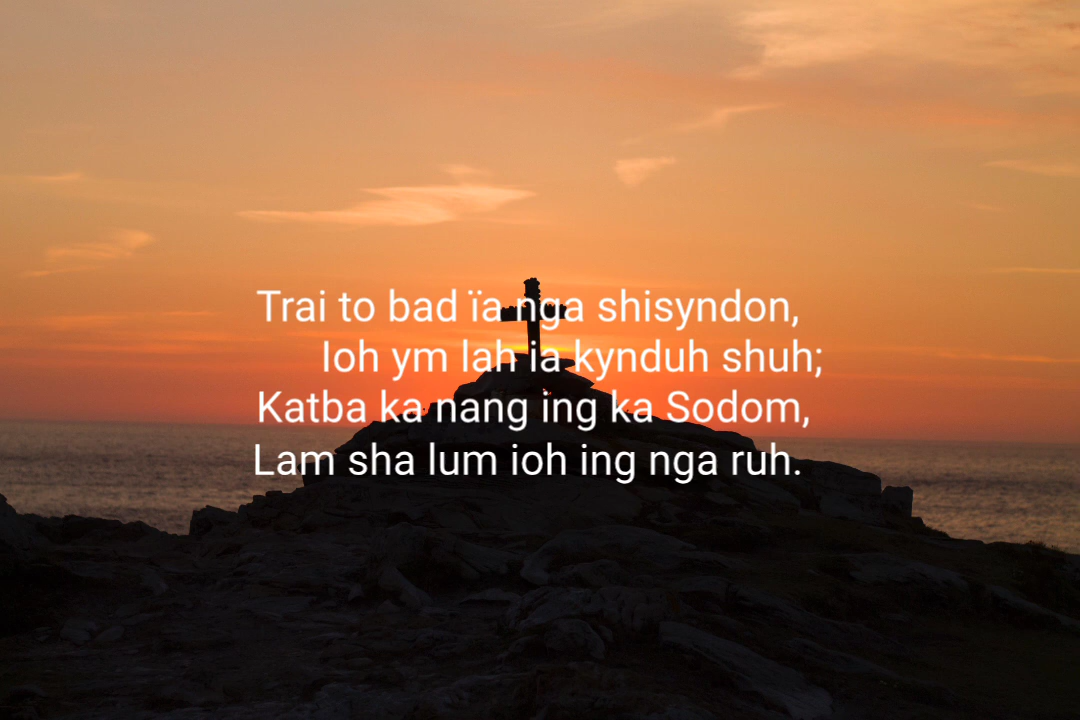 Trai to bad ïa nga shisyndon,
Ioh ym lah ia kynduh shuh;
Katba ka nang ing ka Sodom,
Lam sha lum ioh ing nga ruh.